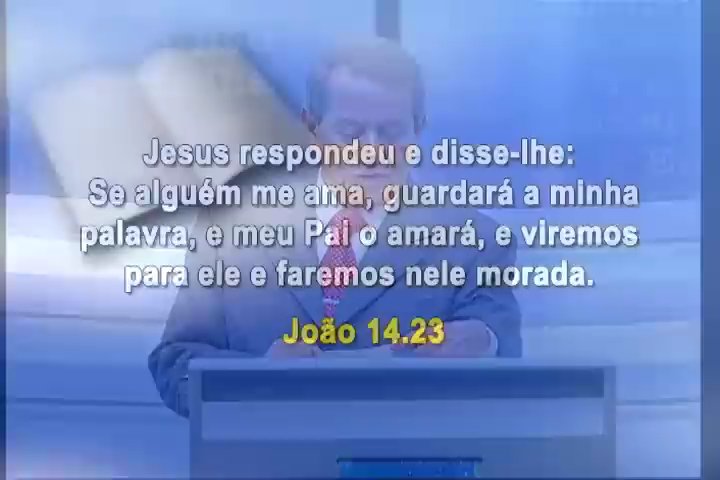 Jesus respondeu e disse-lhe:
Se alguém me ama, guardará a minha
palavra, e meu Pai o amará, e viremos
para ele e faremos nele morada.
João 14.23